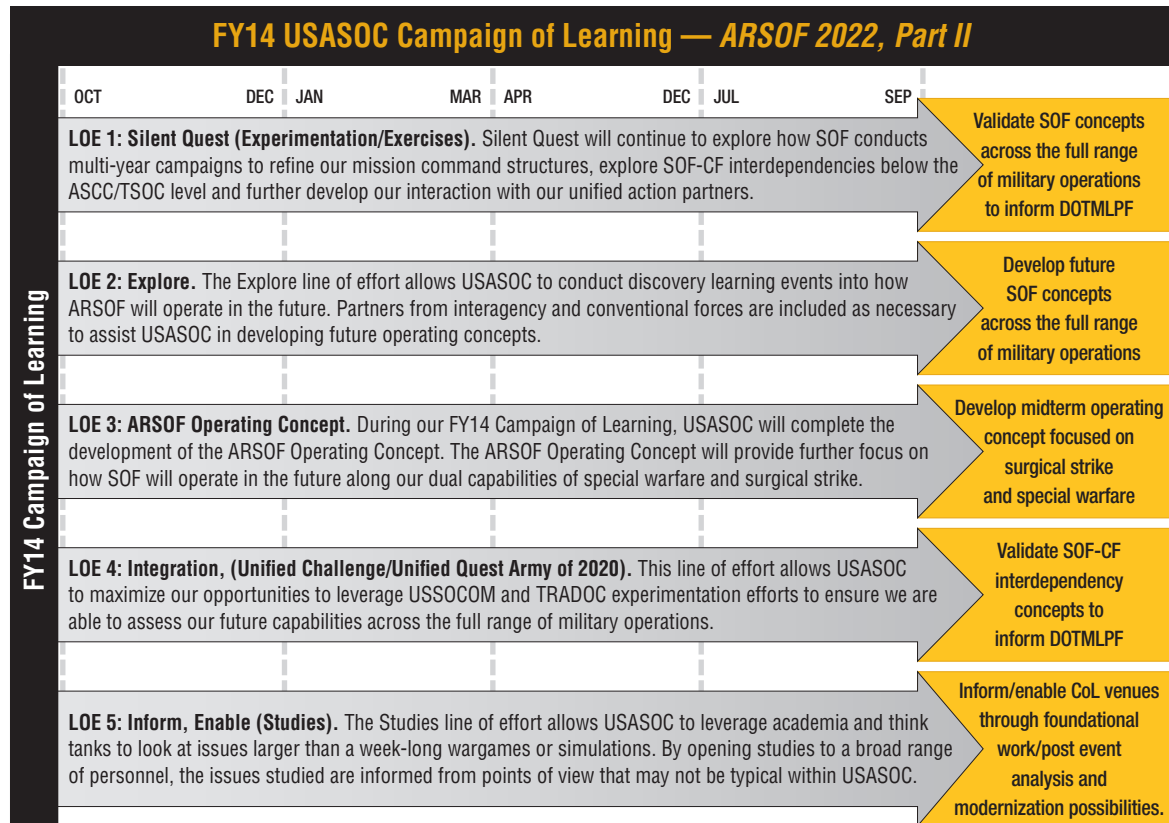 FY14 USASOC Campaign of Learning — ARSOF 2022, Part II
FY14 Campaign of Learning
OCT DEC JAN MAR APR DEC JUL SEP
LOE 1: Silent Quest (Experimentation/Exercises). Silent Quest will continue to explore how SOF conducts
multi-year campaigns to refine our mission command structures, explore SOF-CF interdependencies below the
ASCC/TSOC level and further develop our interaction with our unified action partners.
Validate SOF concepts
across the full range
of military operations
to inform DOTMLPF
LOE 2: Explore. The Explore line of effort allows USASOC to conduct discovery learning events into how
ARSOF will operate in the future. Partners from interagency and conventional forces are included as necessary
to assist USASOC in developing future operating concepts.
Develop future
SOF concepts
across the full range
of military operations
LOE 3: ARSOF Operating Concept. During our FY14 Campaign of Learning, USASOC will complete the
development of the ARSOF Operating Concept. The ARSOF Operating Concept will provide further focus on
how SOF will operate in the future along our dual capabilities of special warfare and surgical strike.
Develop midterm operating
concept focused on
surgical strike
and special warfare
LOE 4: Integration, (Unified Challenge/Unified Quest Army of 2020). This line of effort allows USASOC
to maximize our opportunities to leverage USSOCOM and TRADOC experimentation efforts to ensure we are
able to assess our future capabilities across the full range of military operations.
Validate SOF-CF
interdependency
concepts to
inform DOTMLPF
LOE 5: Inform, Enable (Studies). The Studies line of effort allows USASOC to leverage academia and think
tanks to look at issues larger than a week-long wargames or simulations. By opening studies to a broad range
of personnel, the issues studied are informed from points of view that may not be typical within USASOC.
Inform/enable CoL venues
through foundational
work/post event
analysis and
modernization possibilities.